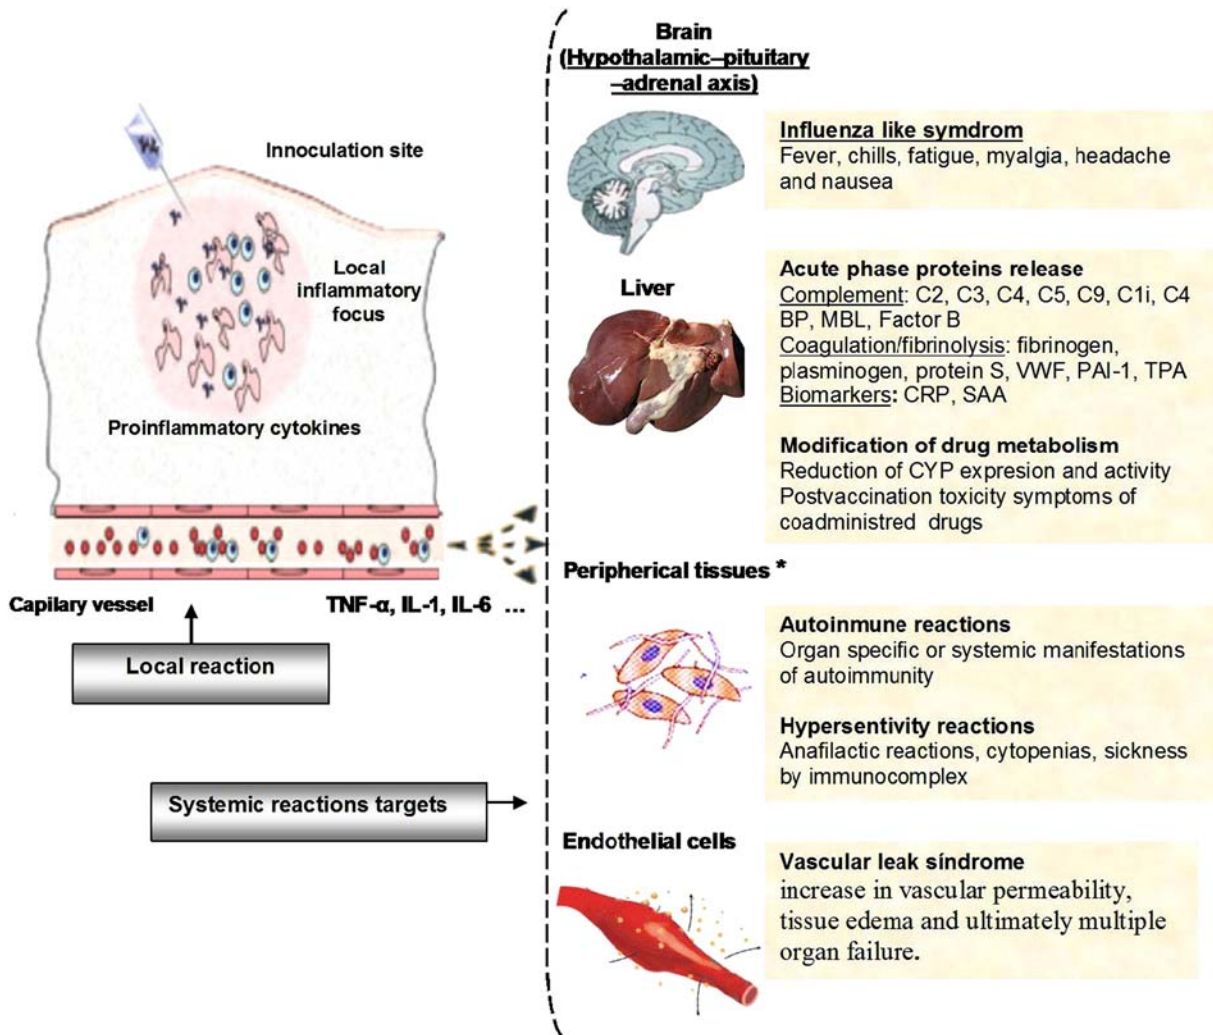 Innoculation site
Local
inflammatory
focus
Proinflammatory cytokines
Capilary vessel
TNF-α, IL-1, IL-6 ...
Local reaction
Systemic reactions targets
Brain
(Hypothalamic–pituitary
–adrenal axis)
Influenza like symdrom
Fever, chills, fatigue, myalgia, headache
and nausea
Liver
Acute phase proteins release
Complement: C2, C3, C4, C5, C9, C1i, C4
BP, MBL, Factor B
Coagulation/fibrinolysis: fibrinogen,
plasminogen, protein S, VWF, PAI-1, TPA
Biomarkers: CRP, SAA
Modification of drug metabolism
Reduction of CYP expresion and activity
Postvaccination toxicity symptoms of
coadministred drugs
Peripherical tissues *
Autoinmune reactions
Organ specific or systemic manifestations
of autoimmunity
Hypersentivity reactions
Anafilactic reactions, cytopenias, sickness
by immunocomplex
Endothelial cells
Vascular leak síndrome
increase in vascular permeability,
tissue edema and ultimately multiple
organ failure.